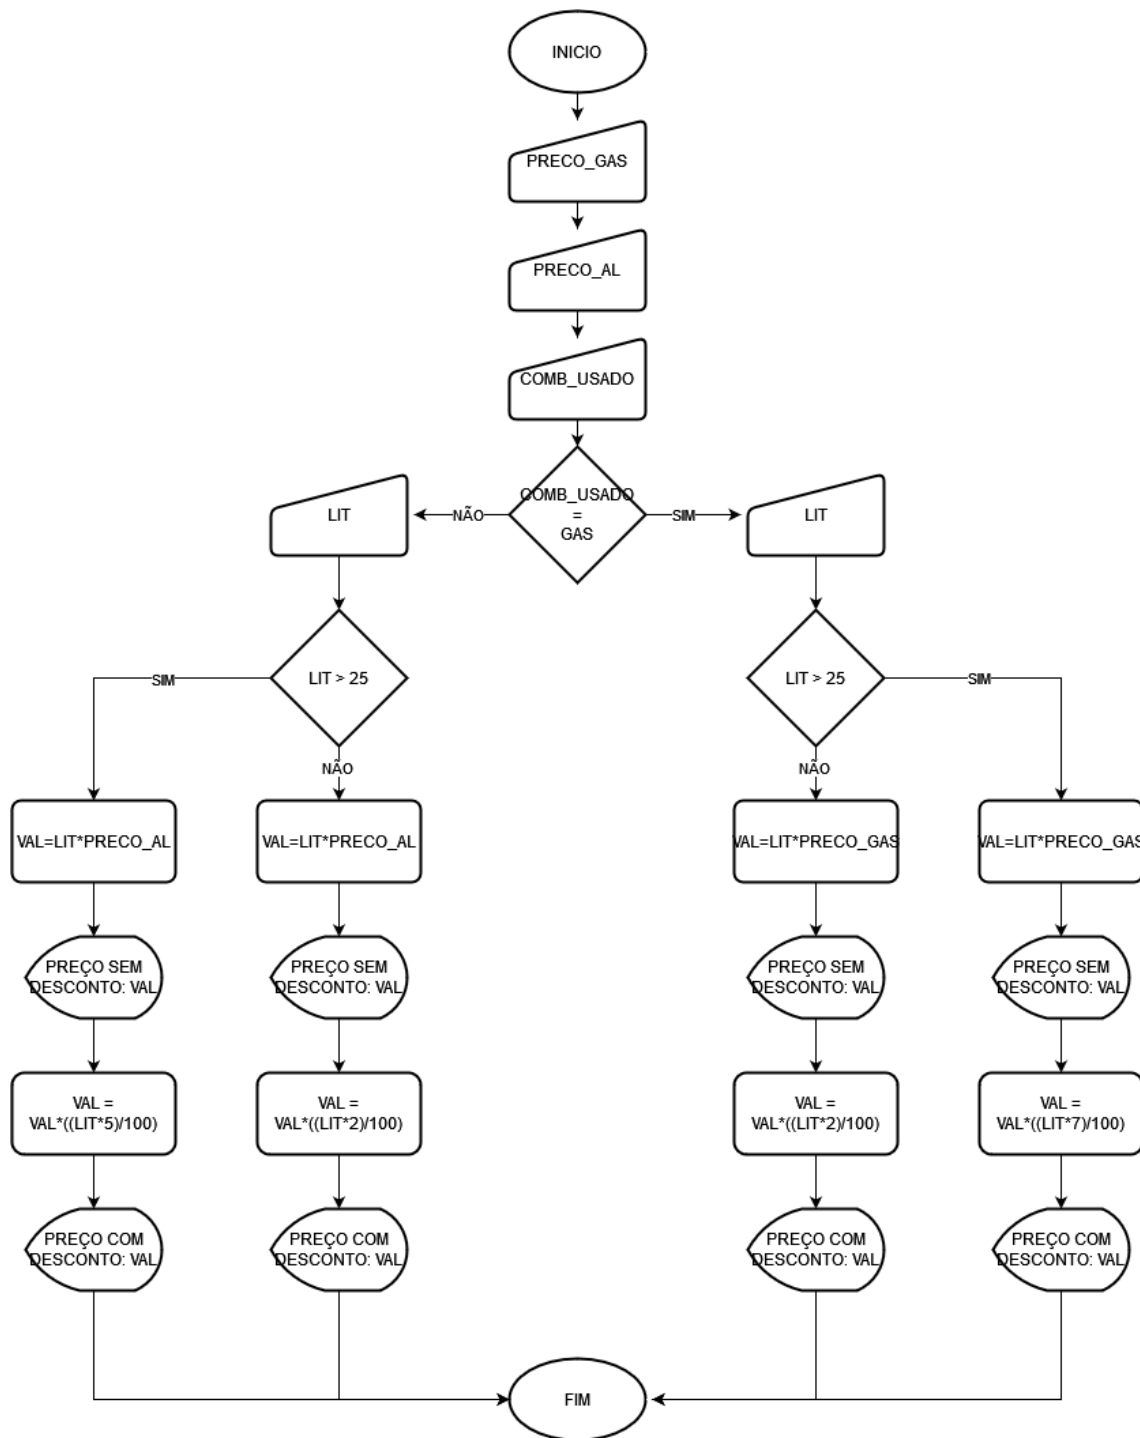 INICIO
PRECO_GAS
PRECO_AL
COMB_USADO
COMB_USADO
=
GAS
NÃO
SIM
LIT
LIT
LIT > 25
LIT > 25
SIM
NÃO
NÃO
SIM
VAL=LIT*PRECO_AL
VAL=LIT*PRECO_AL
VAL=LIT*PRECO_GAS
VAL=LIT*PRECO_GAS
PREÇO SEM
DESCONTO: VAL
PREÇO SEM
DESCONTO: VAL
PREÇO SEM
DESCONTO: VAL
PREÇO SEM
DESCONTO: VAL
VAL =
VAL*((LIT*5)/100)
VAL =
VAL*((LIT*2)/100)
VAL =
VAL*((LIT*2)/100)
VAL =
VAL*((LIT*7)/100)
PREÇO COM
DESCONTO: VAL
PREÇO COM
DESCONTO: VAL
PREÇO COM
DESCONTO: VAL
PREÇO COM
DESCONTO: VAL
FIM